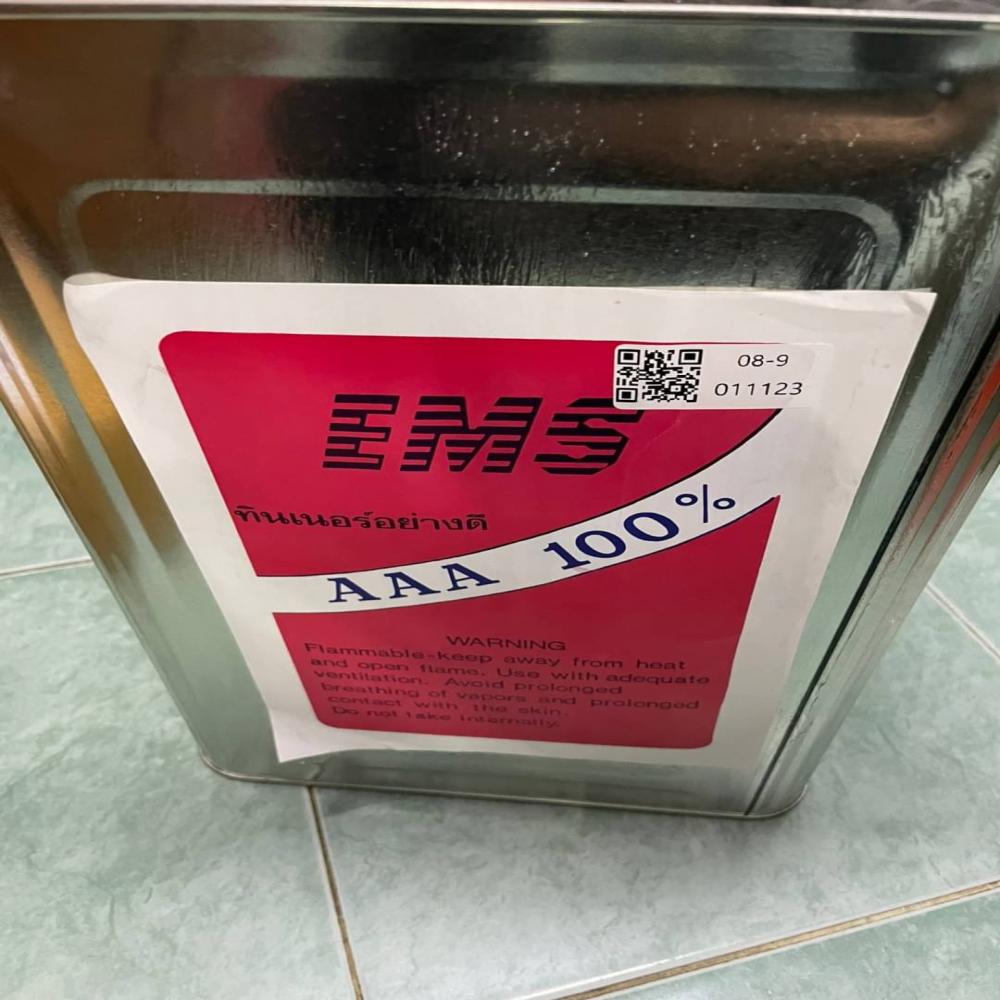 08-9
011123
EMS
ทินเนอร์อย่างดี
AAA 100%
WARNING
Flammable-keep away from heat
and open flame. Use with adequate
ventilation. Avoid prolonged
breathing of vapors and prolonged
contact with the skin.
Do not take internally.